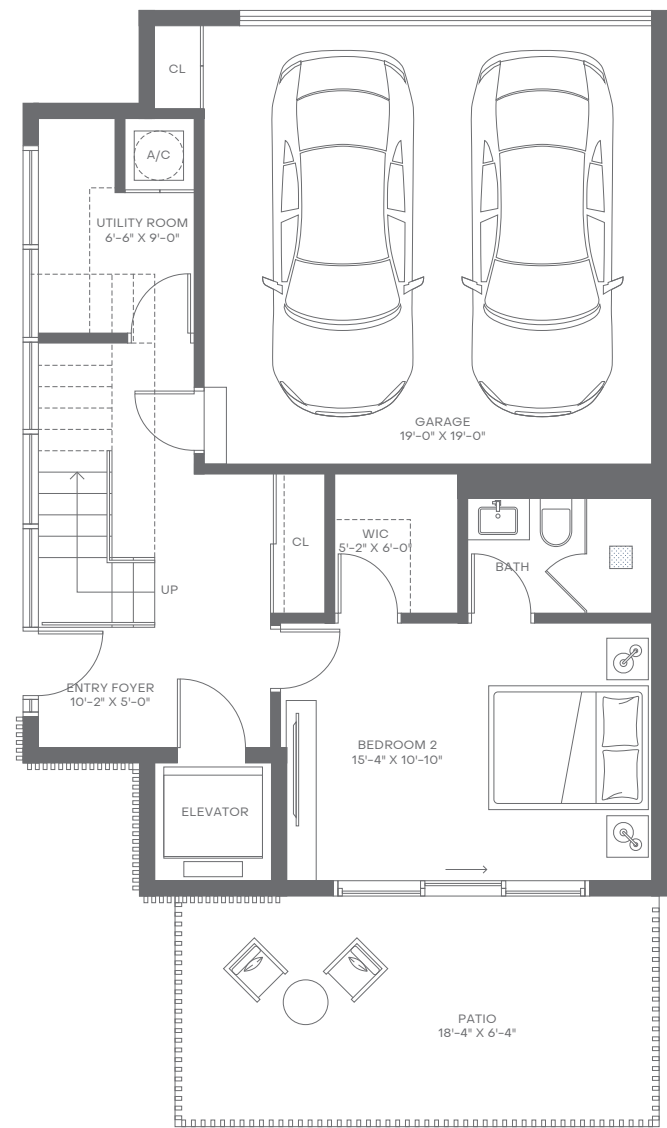 CL
A/C
UTILITY ROOM
6'-6" X 9'-0"
GARAGE
19'-0" X 19'-0"
CL
WIC
5'-2" X 6'-0"
BATH
UP
ENTRY FOYER
10'-2" X 5'-0"
BEDROOM 2
15'-4" X 10'-10"
ELEVATOR
PATIO
18'-4" X 6'-4"